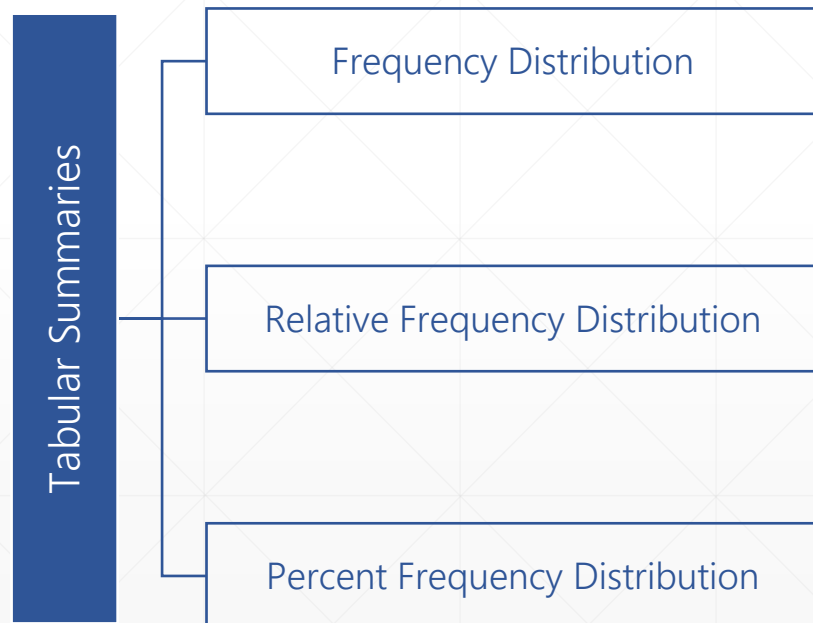 Tabular Summaries
Frequency Distribution
Relative Frequency Distribution
Percent Frequency Distribution